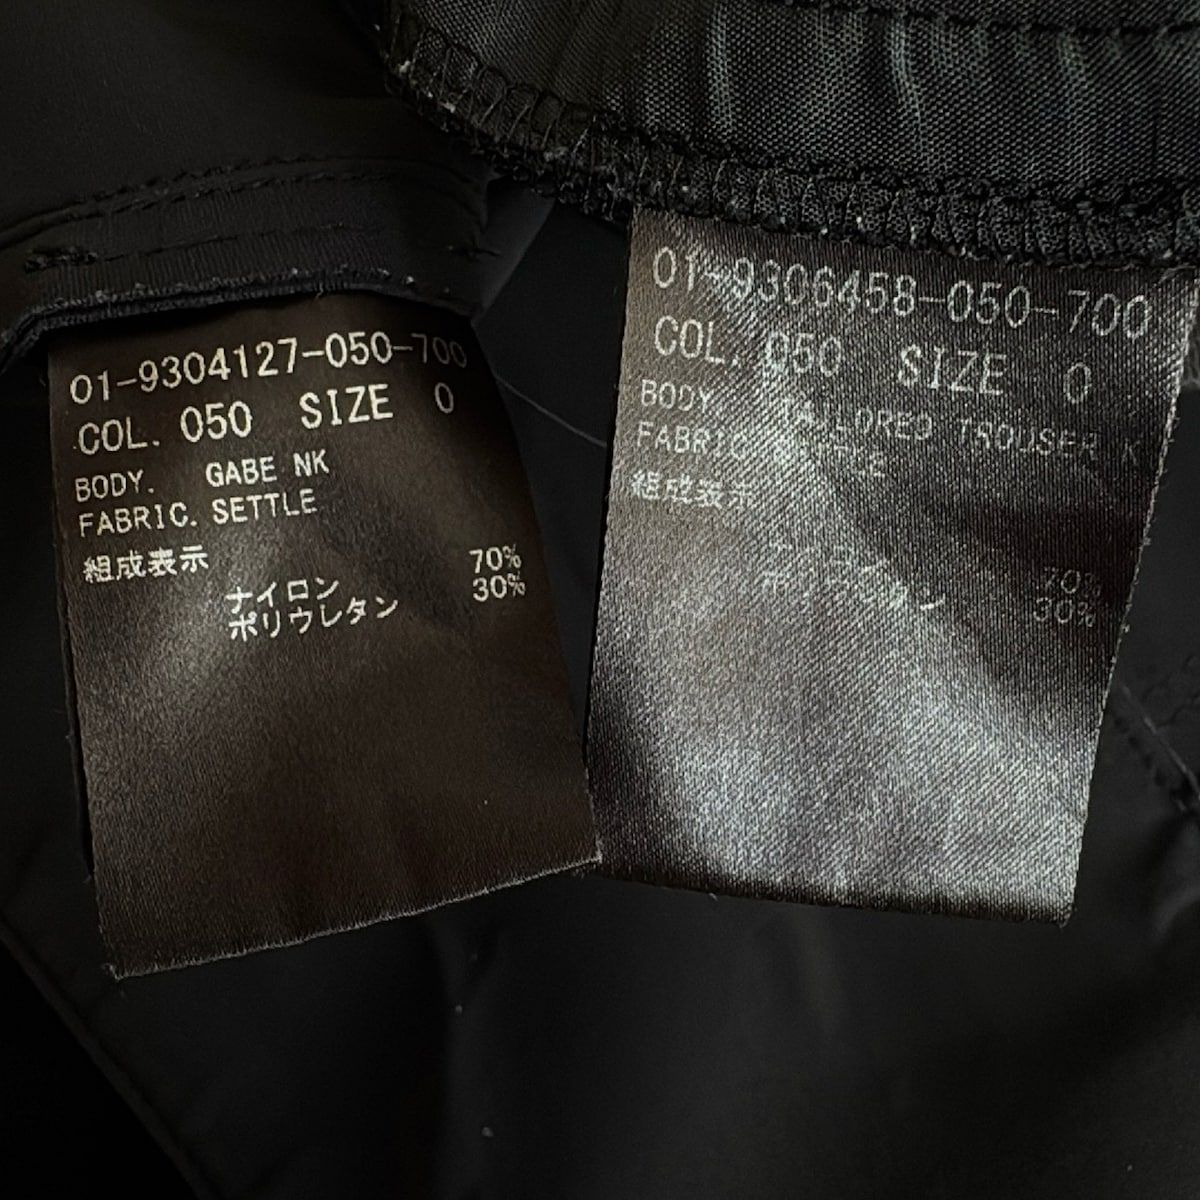 01-9304127-050-700
COL. 050 SIZE 0
BODY. GABE NK
FABRIC. SETTLE
組成表示
ナイロン 70%
ポリウレタン 30%
01-9306458-050-700
COL. 050 SIZE 0
BODY. TAILORED TROUSER K
FABRIC
組成表示
70%
30%